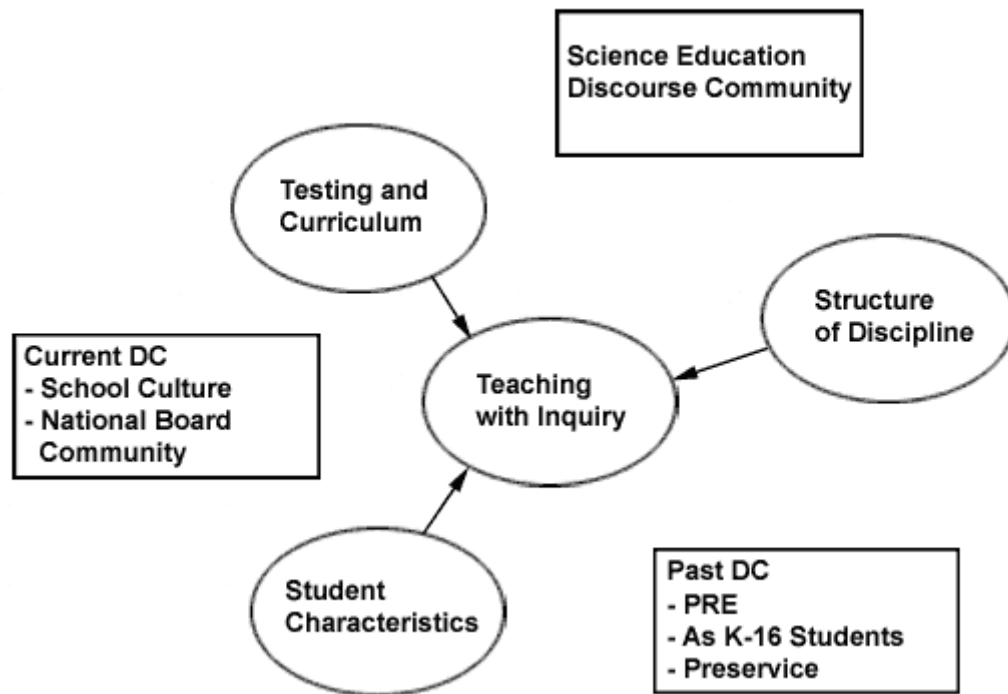 Science Education
Discourse Community
Testing and
Curriculum
Structure
of Discipline
Current DC
- School Culture
- National Board
Community
Teaching
with Inquiry
Student
Characteristics
Past DC
- PRE
- As K-16 Students
- Preservice